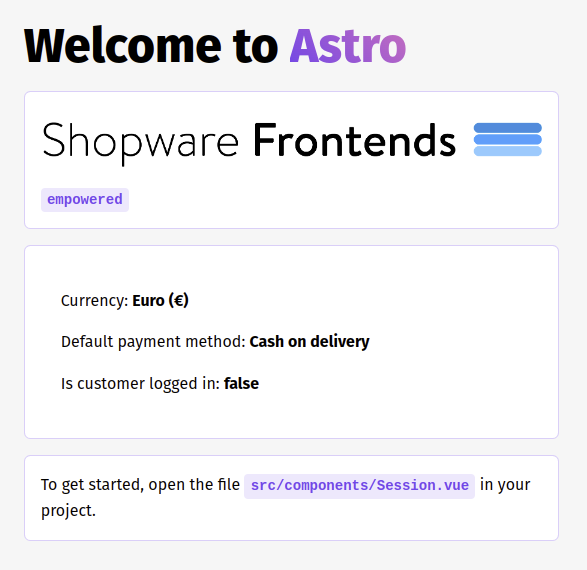 Welcome to Astro
Shopware Frontends
empowered
Currency: Euro (€)
Default payment method: Cash on delivery
Is customer logged in: false
To get started, open the file src/components/Session.vue in your
project.